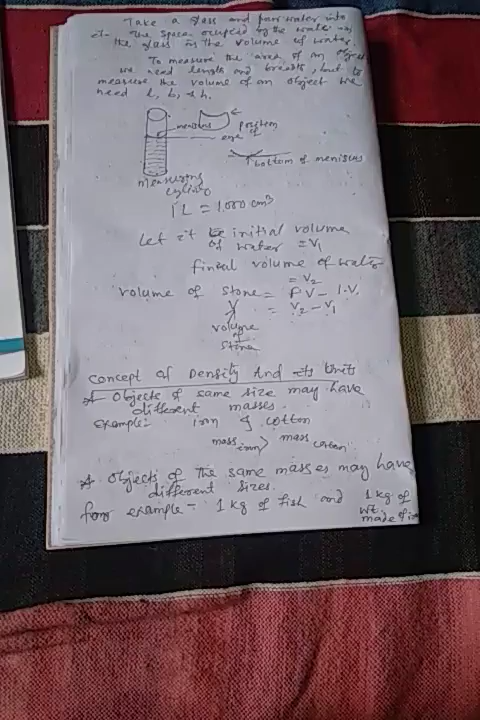 Take a glass and pour water into
it. The space occupied by the water in
the glass is the volume of water.
To measure the area of an object
we need length and breadth, but to
measure the volume of an object we
need l, b, & h.
meniscus
position of
eye
bottom of meniscus
measuring
cylind
1L = 1000 cm³
Let it be initial volume
of water = V₁
final volume of water
= V₂
volume of stone = F.V - I.V.
V = V₂ - V₁
volume
of
stone
Concept of Density And Its Units
* Objects of same size may have
different masses.
example: iron & cotton
mass iron > mass cotton
* Objects of the same masses may have
different sizes.
for example - 1 kg of fish and 1 kg of
wt.
made of